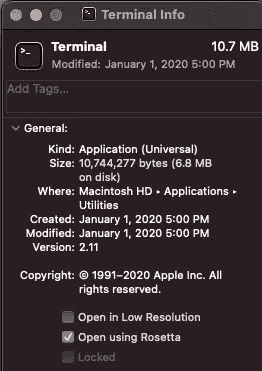 Terminal Info
Terminal 10.7 MB
Modified: January 1, 2020 5:00 PM
Add Tags...
General:
Kind: Application (Universal)
Size: 10,744,277 bytes (6.8 MB
on disk)
Where: Macintosh HD ▸ Applications ▸
Utilities
Created: January 1, 2020 5:00 PM
Modified: January 1, 2020 5:00 PM
Version: 2.11
Copyright: © 1991–2020 Apple Inc. All
rights reserved.
Open in Low Resolution
Open using Rosetta
Locked